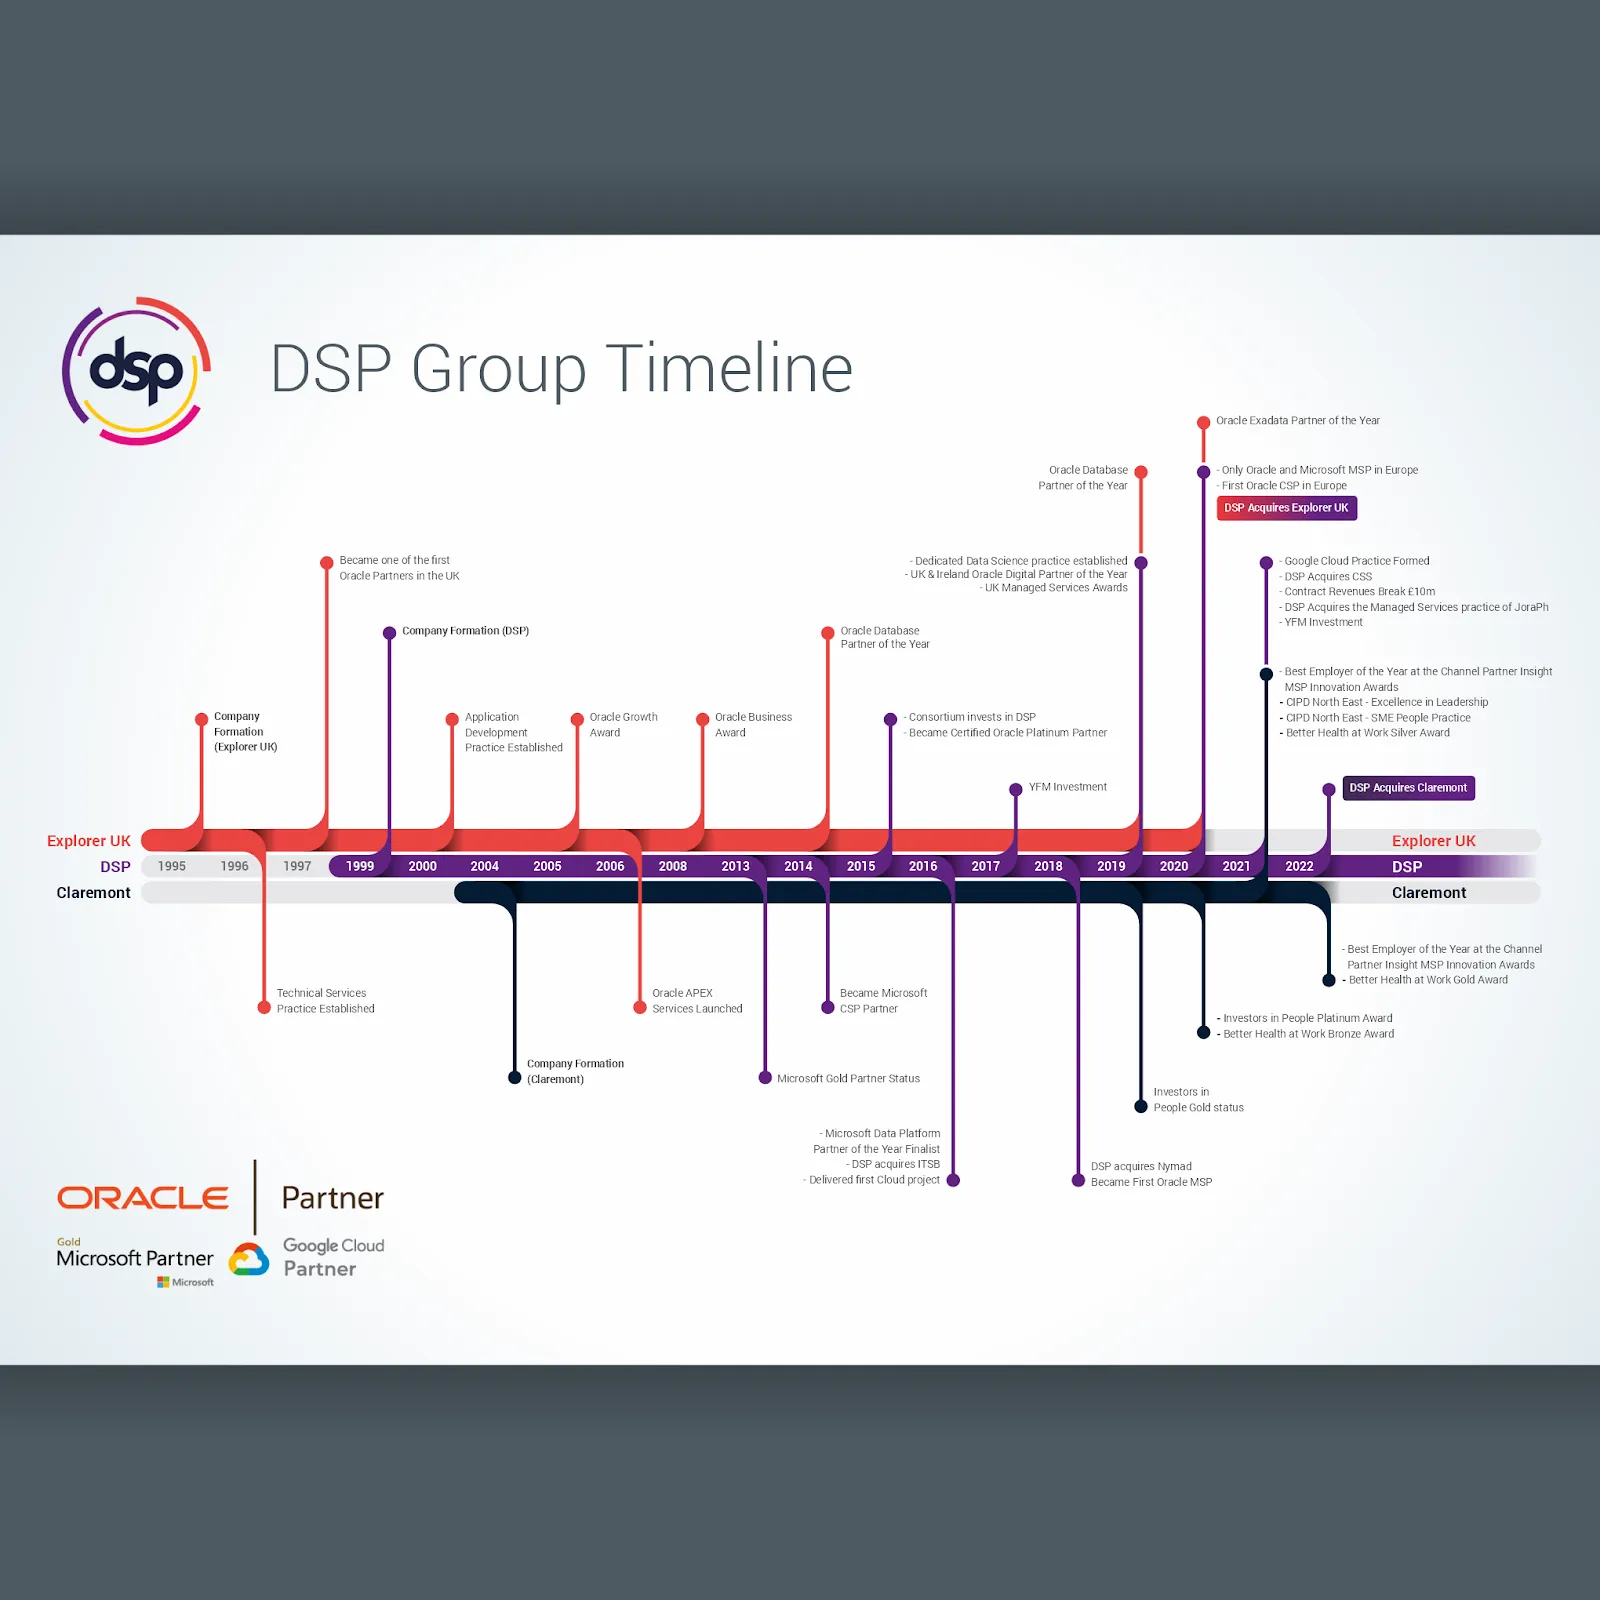 dsp
DSP Group Timeline
Oracle Exadata Partner of the Year
Oracle Database
Partner of the Year
- Only Oracle and Microsoft MSP in Europe
- First Oracle CSP in Europe
DSP Acquires Explorer UK
Became one of the first
Oracle Partners in the UK
- Dedicated Data Science practice established
- UK & Ireland Oracle Digital Partner of the Year
- UK Managed Services Awards
- Google Cloud Practice Formed
- DSP Acquires CSS
- Contract Revenues Break £10m
- DSP Acquires the Managed Services practice of JoraPh
- YFM Investment
Company Formation (DSP)
Oracle Database
Partner of the Year
- Best Employer of the Year at the Channel Partner Insight
MSP Innovation Awards
- CIPD North East - Excellence in Leadership
- CIPD North East - SME People Practice
- Better Health at Work Silver Award
Company
Formation
(Explorer UK)
Application
Development
Practice Established
Oracle Growth
Award
Oracle Business
Award
- Consortium invests in DSP
- Became Certified Oracle Platinum Partner
YFM Investment
DSP Acquires Claremont
Explorer UK
Explorer UK
DSP 1995 1996 1997 1999 2000 2004 2005 2006 2008 2013 2014 2015 2016 2017 2018 2019 2020 2021 2022 DSP
Claremont
Claremont
Technical Services
Practice Established
Oracle APEX
Services Launched
Became Microsoft
CSP Partner
- Best Employer of the Year at the Channel
Partner Insight MSP Innovation Awards
- Better Health at Work Gold Award
- Investors in People Platinum Award
- Better Health at Work Bronze Award
Company Formation
(Claremont)
Microsoft Gold Partner Status
Investors in
People Gold status
- Microsoft Data Platform
Partner of the Year Finalist
- DSP acquires ITSB
- Delivered first Cloud project
DSP acquires Nymad
Became First Oracle MSP
ORACLE Partner
Gold
Microsoft Partner
Microsoft
Google Cloud
Partner